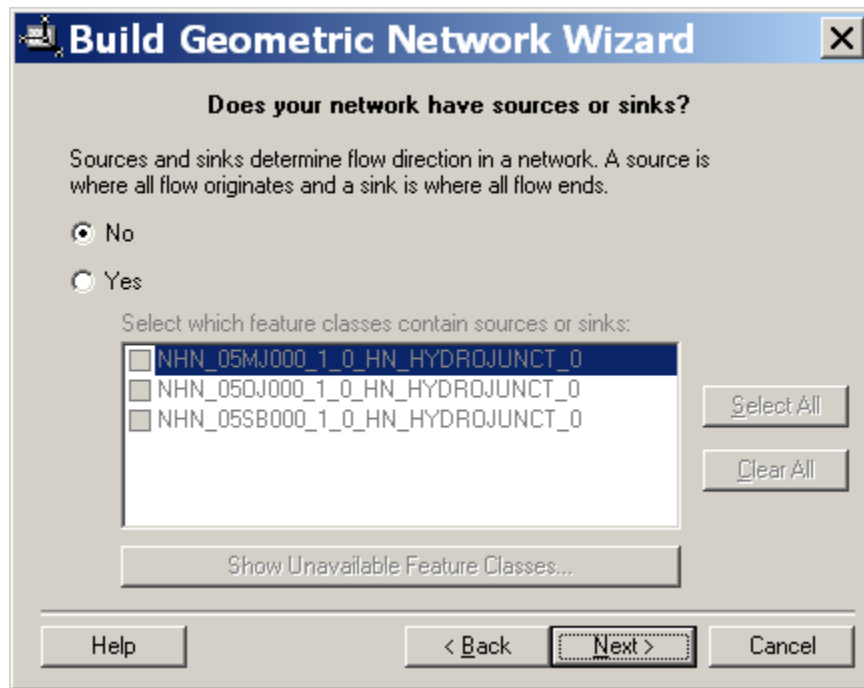 Build Geometric Network Wizard
Does your network have sources or sinks?
Sources and sinks determine flow direction in a network. A source is
where all flow originates and a sink is where all flow ends.
No
Yes
Select which feature classes contain sources or sinks:
NHN_05MJ000_1_0_HN_HYDROJUNCT_0
NHN_05OJ000_1_0_HN_HYDROJUNCT_0
NHN_05SB000_1_0_HN_HYDROJUNCT_0
Select All
Clear All
Show Unavailable Feature Classes...
Help
< Back
Next >
Cancel